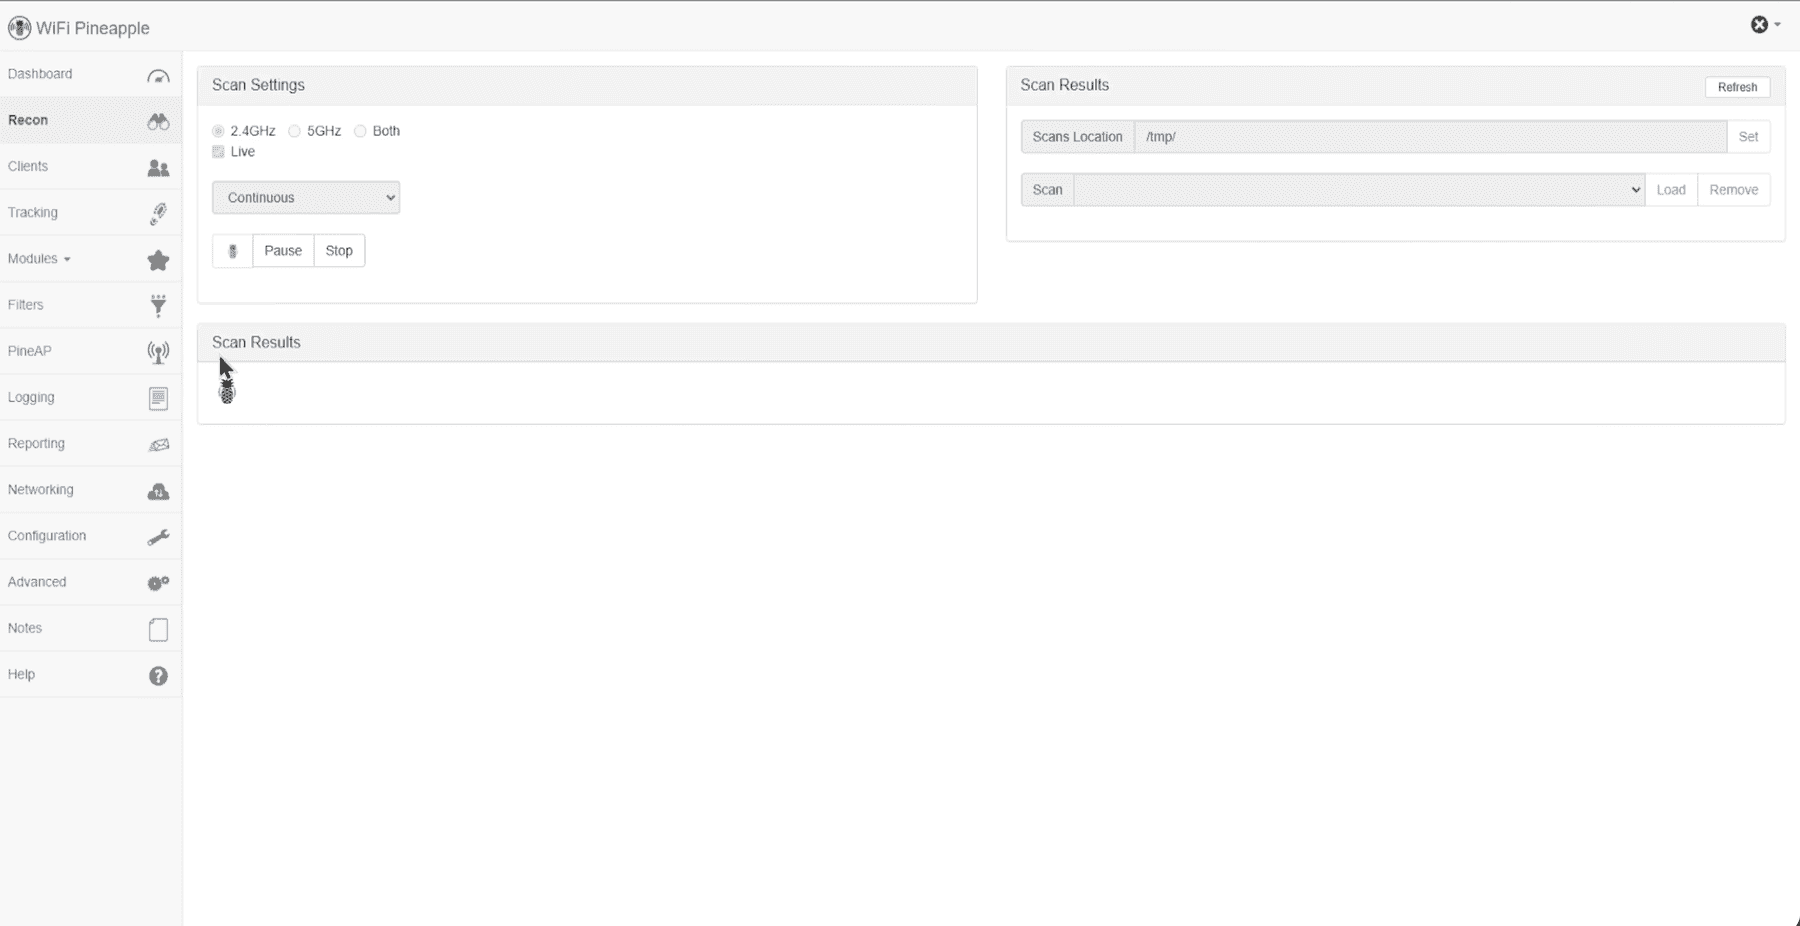 WiFi Pineapple
Dashboard
Recon
Clients
Tracking
Modules
Filters
PineAP
Logging
Reporting
Networking
Configuration
Advanced
Notes
Help
Scan Settings
2.4GHz 5GHz Both
Live
Continuous
Pause Stop
Scan Results
Refresh
Scans Location /tmp/ Set
Scan Load Remove
Scan Results